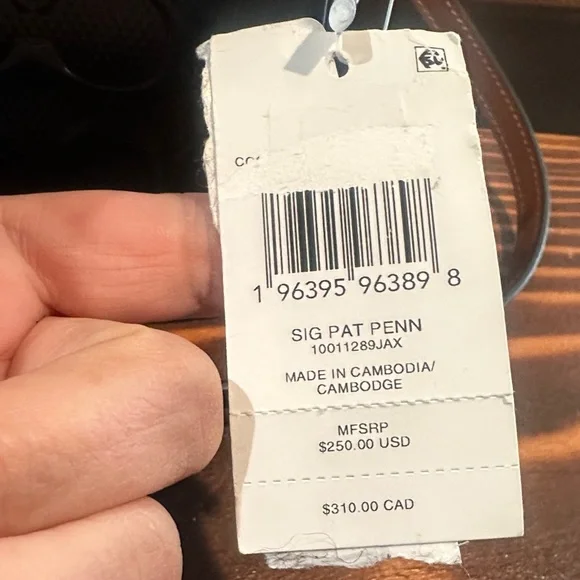 1 96395 96389 8
SIG PAT PENN
10011289JAX
MADE IN CAMBODIA/
CAMBODGE
MFSRP
$250.00 USD
$310.00 CAD